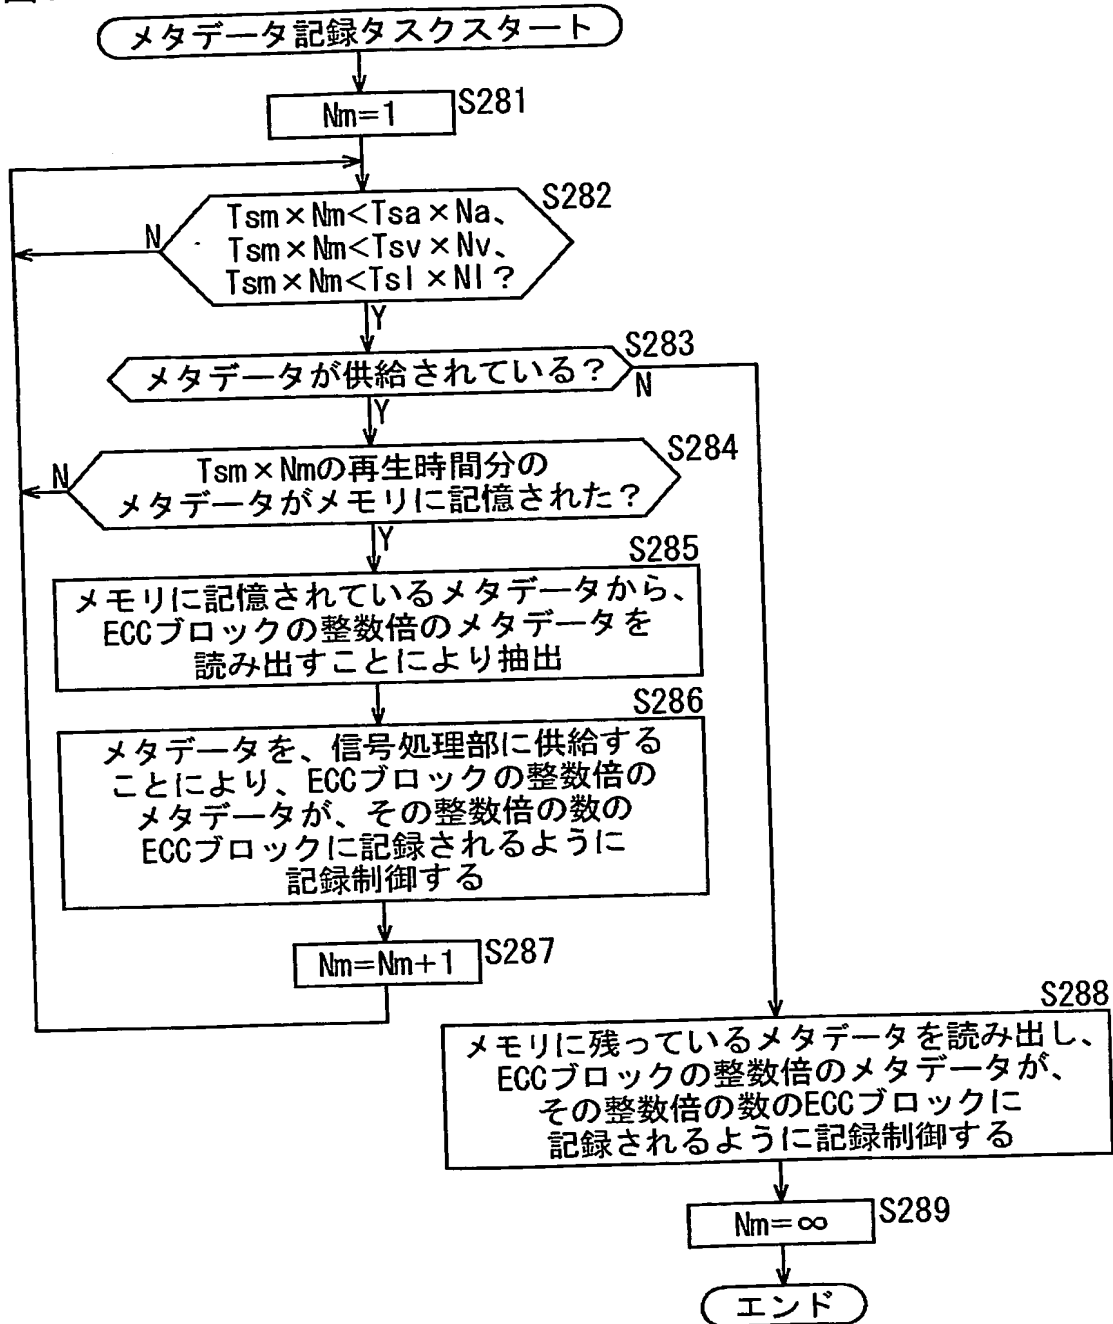 図
メタデータ記録タスクスタート
Nm=1
S281
S282
Tsm×Nm<Tsa×Na、
Tsm×Nm<Tsv×Nv、
Tsm×Nm<Tsl×Nl?
N
Y
S283
メタデータが供給されている?
N
Y
S284
Tsm×Nmの再生時間分の
メタデータがメモリに記憶された?
N
Y
S285
メモリに記憶されているメタデータから、
ECCブロックの整数倍のメタデータを
読み出すことにより抽出
S286
メタデータを、信号処理部に供給する
ことにより、ECCブロックの整数倍の
メタデータが、その整数倍の数の
ECCブロックに記録されるように
記録制御する
Nm=Nm+1
S287
S288
メモリに残っているメタデータを読み出し、
ECCブロックの整数倍のメタデータが、
その整数倍の数のECCブロックに
記録されるように記録制御する
Nm=∞
S289
エンド